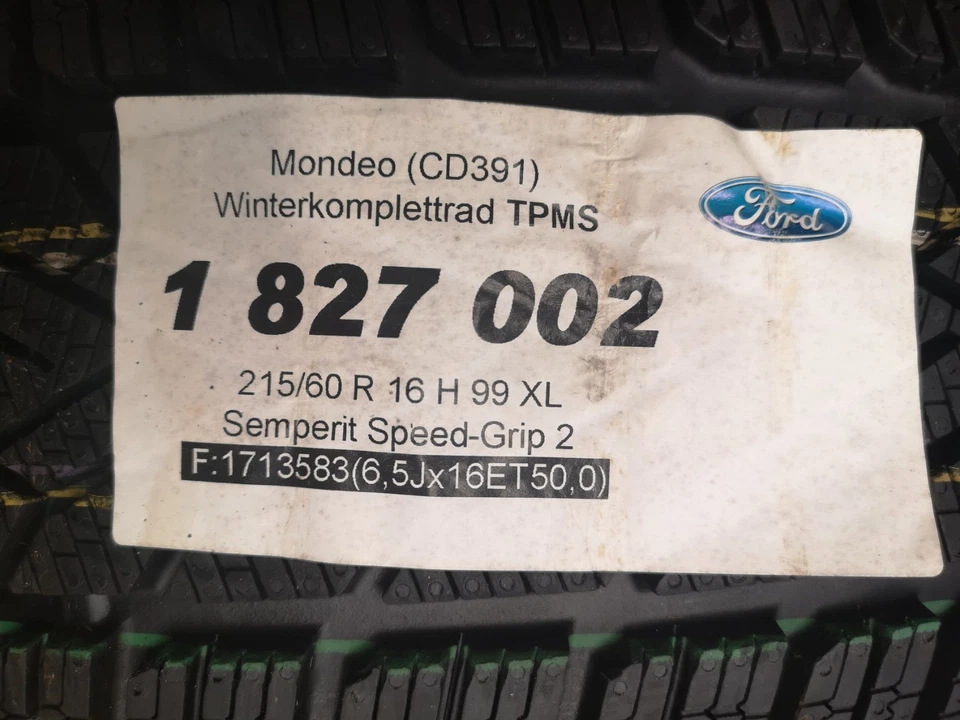 Mondeo (CD391)
Winterkomplettrad TPMS
Ford
1 827 002
215/60 R 16 H 99 XL
Semperit Speed-Grip 2
F:1713583(6,5Jx16ET50,0)